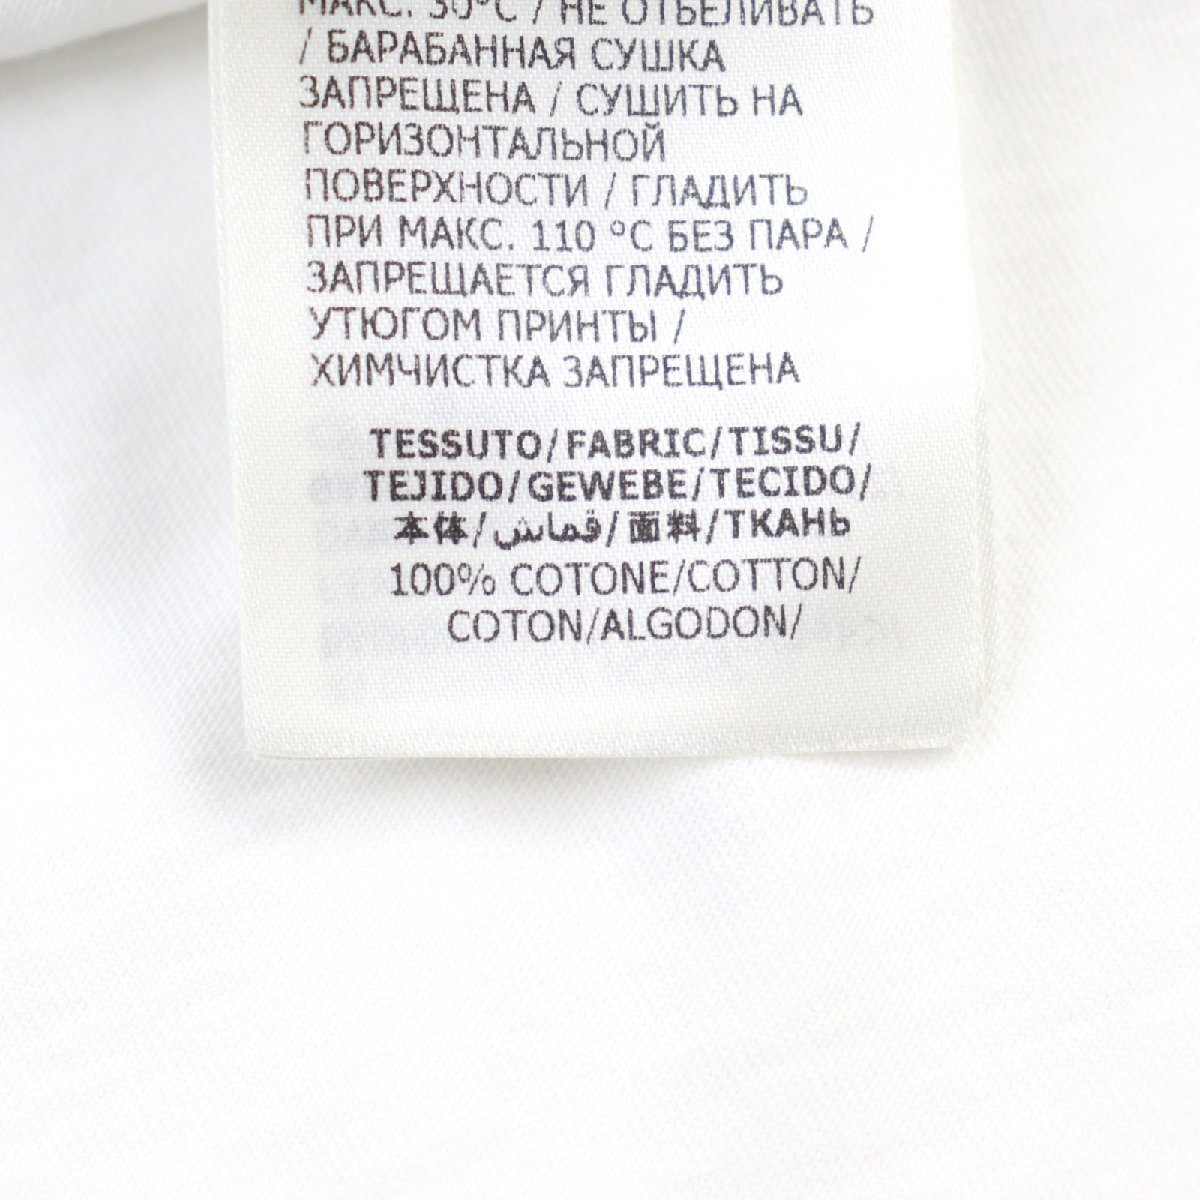 МАКС. 30°C / НЕ ОТБЕЛИВАТЬ
/ БАРАБАННАЯ СУШКА
ЗАПРЕЩЕНА / СУШИТЬ НА
ГОРИЗОНТАЛЬНОЙ
ПОВЕРХНОСТИ / ГЛАДИТЬ
ПРИ МАКС. 110 °C БЕЗ ПАРА /
ЗАПРЕЩАЕТСЯ ГЛАДИТЬ
УТЮГОМ ПРИНТЫ /
ХИМЧИСТКА ЗАПРЕЩЕНА
TESSUTO/FABRIC/TISSU/
TEJIDO/GEWEBE/TECIDO/
本体/قماش/面料/ТКАНЬ
100% COTONE/COTTON/
COTON/ALGODON/